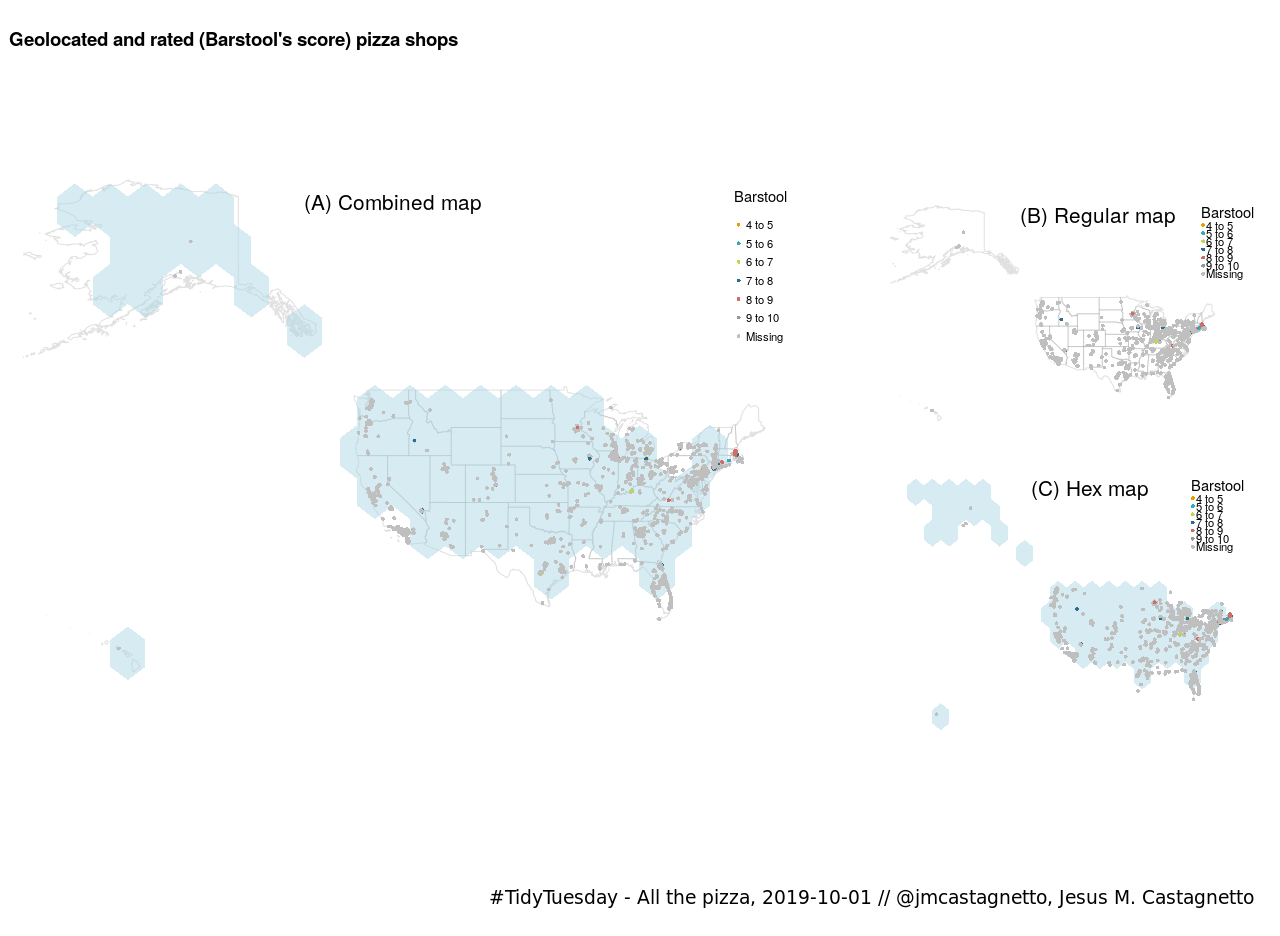 Geolocated and rated (Barstool's score) pizza shops
(A) Combined map
Barstool
4 to 5
5 to 6
6 to 7
7 to 8
8 to 9
9 to 10
Missing
(B) Regular map
Barstool
4 to 5
5 to 6
6 to 7
7 to 8
8 to 9
9 to 10
Missing
(C) Hex map
Barstool
4 to 5
5 to 6
6 to 7
7 to 8
8 to 9
9 to 10
Missing
#TidyTuesday - All the pizza, 2019-10-01 // @jmcastagnetto, Jesus M. Castagnetto